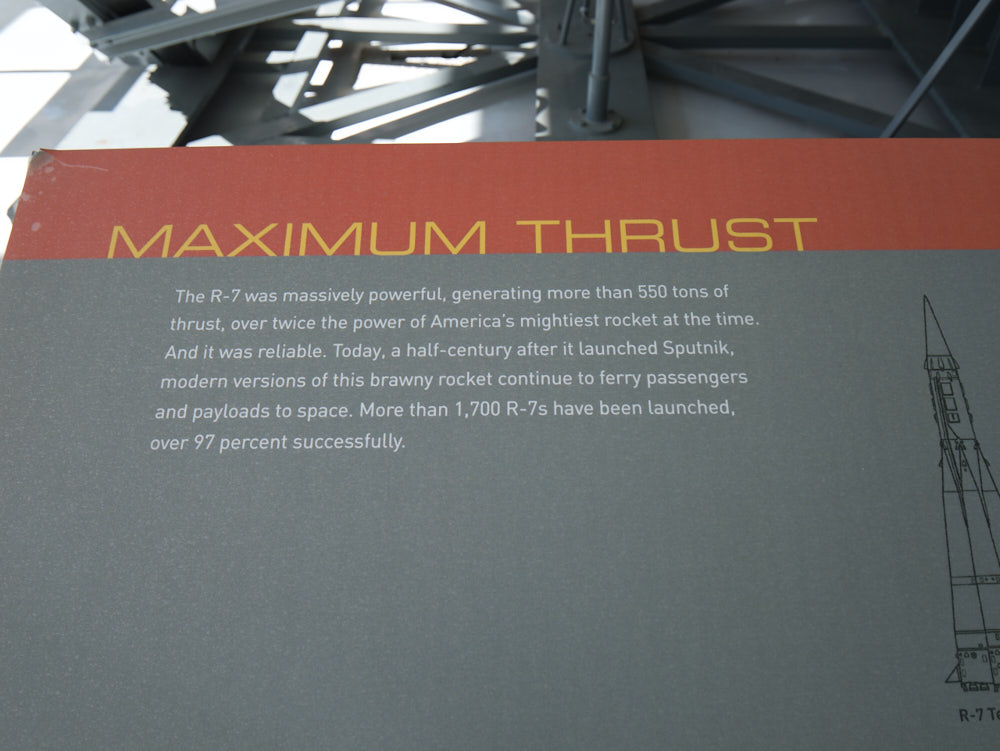 MAXIMUM THRUST
The R-7 was massively powerful, generating more than 550 tons of
thrust, over twice the power of America's mightiest rocket at the time.
And it was reliable. Today, a half-century after it launched Sputnik,
modern versions of this brawny rocket continue to ferry passengers
and payloads to space. More than 1,700 R-7s have been launched,
over 97 percent successfully.
R-7